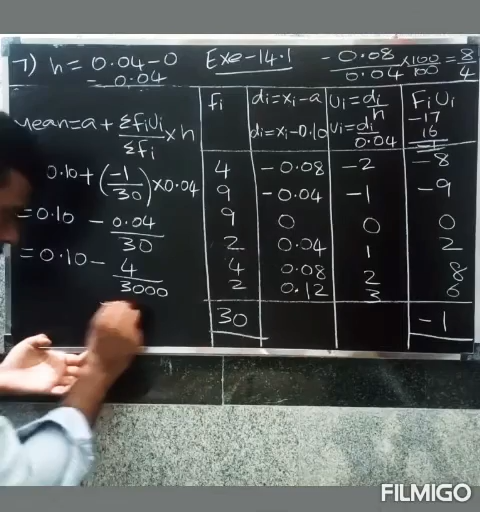 7) h = 0.04 - 0
- 0.04
Exe - 14.1
- 0.08/0.04 × 100/100 = 8/4
mean = a + Σfiui/Σfi × h
0.10 + (-1/30) × 0.04
= 0.10 - 0.04/30
= 0.10 - 4/3000
fi | di = xi - a | ui = di/h | FiUi
di = xi - 0.10 | ui = di/0.04 | -17
16
-1
4 | -0.08 | -2 | -8
9 | -0.04 | -1 | -9
9 | 0 | 0 | 0
2 | 0.04 | 1 | 2
4 | 0.08 | 2 | 8
2 | 0.12 | 3 | 6
30 | -1
FILMIGO